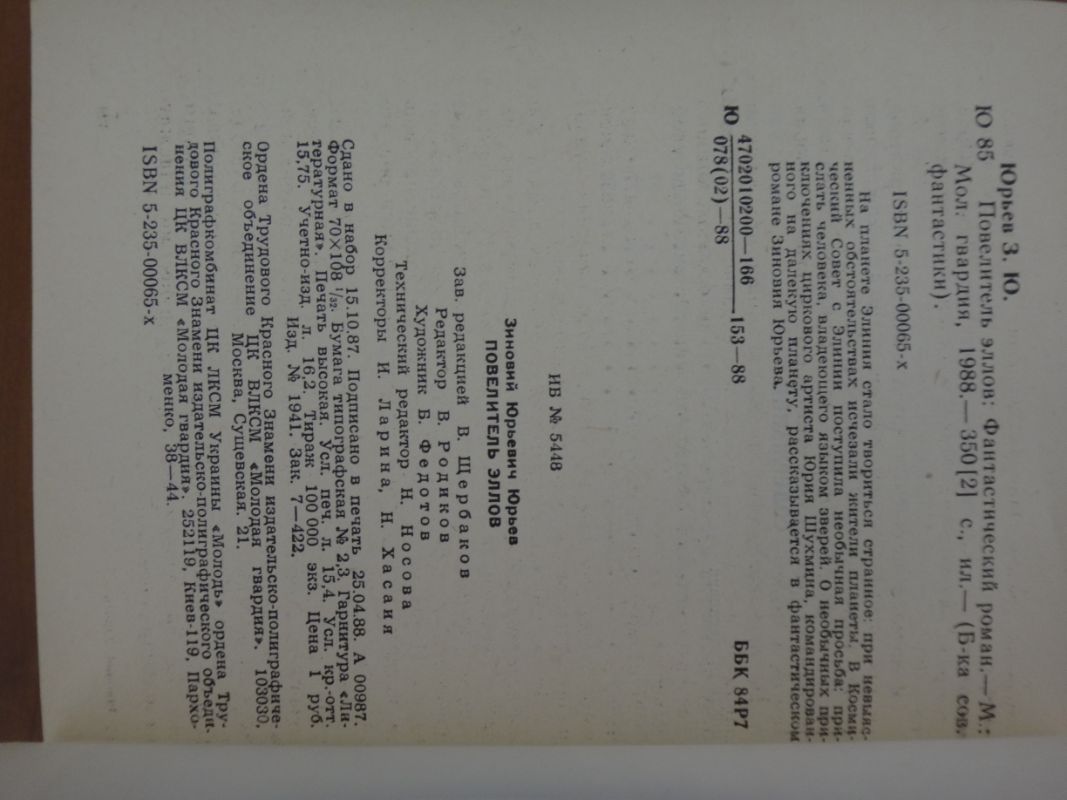 Юрьев З. Ю.
Ю 85 Повелитель эллов: Фантастический роман.— М.:
Мол. гвардия, 1988.— 350[2] с., ил.— (Б-ка сов.
фантастики).
ISBN 5-235-00065-х
На планете Элиния стало твориться странное: при невыяс-
ненных обстоятельствах исчезали жители планеты. В Косми-
ческий Совет с Элинии поступила необычная просьба: при-
слать человека, владеющего языком зверей. О необычных при-
ключениях циркового артиста Юрия Шухмина, командирован-
ного на далекую планету, рассказывается в фантастическом
романе Зиновия Юрьева.
Ю 4702010200—166
078(02)—88 153—88
ББК 84Р7
ИБ № 5448
Зиновий Юрьевич Юрьев
ПОВЕЛИТЕЛЬ ЭЛЛОВ
Зав. редакцией В. Щербаков
Редактор В. Родиков
Художник Б. Федотов
Технический редактор Н. Носова
Корректоры И. Ларина, Н. Хасаия
Сдано в набор 15.10.87. Подписано в печать 25.04.88. А 00987.
Формат 70×108 1/32. Бумага типографская № 2,3. Гарнитура «Ли-
тературная». Печать высокая. Усл. печ. л. 15,4. Усл. кр.-отт.
15,75. Учетно-изд. л. 16,2. Тираж 100 000 экз. Цена 1 руб.
Изд. № 1941. Зак. 7—422.
Ордена Трудового Красного Знамени издательско-полиграфиче-
ское объединение ЦК ВЛКСМ «Молодая гвардия». 103030,
Москва, Сущевская. 21.
Полиграфкомбинат ЦК ЛКСМ Украины «Молодь» ордена Тру-
дового Красного Знамени издательско-полиграфического объеди-
нения ЦК ВЛКСМ «Молодая гвардия». 252119, Киев-119, Пархо-
менко, 38—44.
ISBN 5-235-00065-х